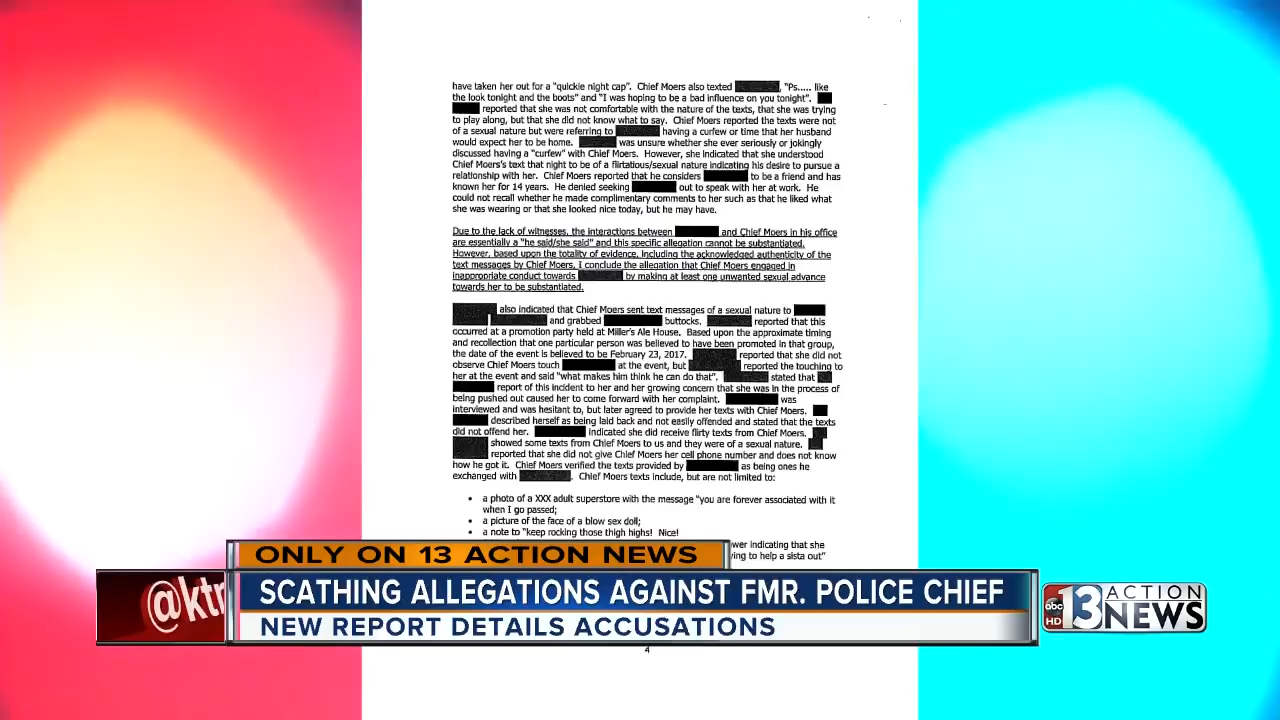 have taken her out for a "quickie night cap". Chief Moers also texted , "Ps..... like
the look tonight and the boots" and "I was hoping to be a bad influence on you tonight".
reported that she was not comfortable with the nature of the texts, that she was trying
to play along, but that she did not know what to say. Chief Moers reported the texts were not
of a sexual nature but were referring to having a curfew or time that her husband
would expect her to be home. was unsure whether she ever seriously or jokingly
discussed having a "curfew" with Chief Moers. However, she indicated that she understood
Chief Moers's text that night to be of a flirtatious/sexual nature indicating his desire to pursue a
relationship with her. Chief Moers reported that he considers to be a friend and has
known her for 14 years. He denied seeking out to speak with her at work. He
could not recall whether he made complimentary comments to her such as that he liked what
she was wearing or that she looked nice today, but he may have.
Due to the lack of witnesses, the interactions between and Chief Moers in his office
are essentially a "he said/she said" and this specific allegation cannot be substantiated.
However, based upon the totality of evidence, including the acknowledged authenticity of the
text messages by Chief Moers, I conclude the allegation that Chief Moers engaged in
inappropriate conduct towards by making at least one unwanted sexual advance
towards her to be substantiated.
also indicated that Chief Moers sent text messages of a sexual nature to
and grabbed buttocks. reported that this
occurred at a promotion party held at Miller's Ale House. Based upon the approximate timing
and recollection that one particular person was believed to have been promoted in that group,
the date of the event is believed to be February 23, 2017. reported that she did not
observe Chief Moers touch at the event, but reported the touching to
her at the event and said "what makes him think he can do that". stated that
report of this incident to her and her growing concern that she was in the process of
being pushed out caused her to come forward with her complaint. was
interviewed and was hesitant to, but later agreed to provide her texts with Chief Moers.
described herself as being laid back and not easily offended and stated that the texts
did not offend her. indicated she did receive flirty texts from Chief Moers.
showed some texts from Chief Moers to us and they were of a sexual nature.
reported that she did not give Chief Moers her cell phone number and does not know
how he got it. Chief Moers verified the texts provided by as being ones he
exchanged with . Chief Moers texts include, but are not limited to:
• a photo of a XXX adult superstore with the message "you are forever associated with it
when I go passed;
• a picture of the face of a blow sex doll;
• a note to "keep rocking those thigh highs! Nice!
wer indicating that she
ying to help a sista out"
ONLY ON 13 ACTION NEWS
@ktn
SCATHING ALLEGATIONS AGAINST FMR. POLICE CHIEF
NEW REPORT DETAILS ACCUSATIONS
abc
HD
13
ACTION
NEWS
4